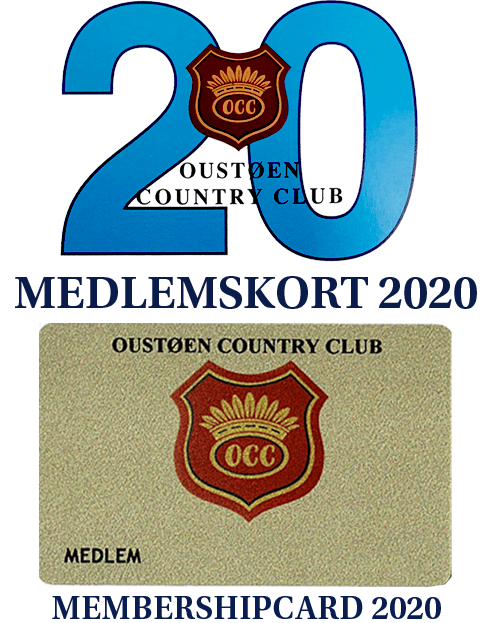 20
OCC
OUSTØEN
COUNTRY CLUB
MEDLEMSKORT 2020
OUSTØEN COUNTRY CLUB
OCC
MEDLEM
MEMBERSHIPCARD 2020